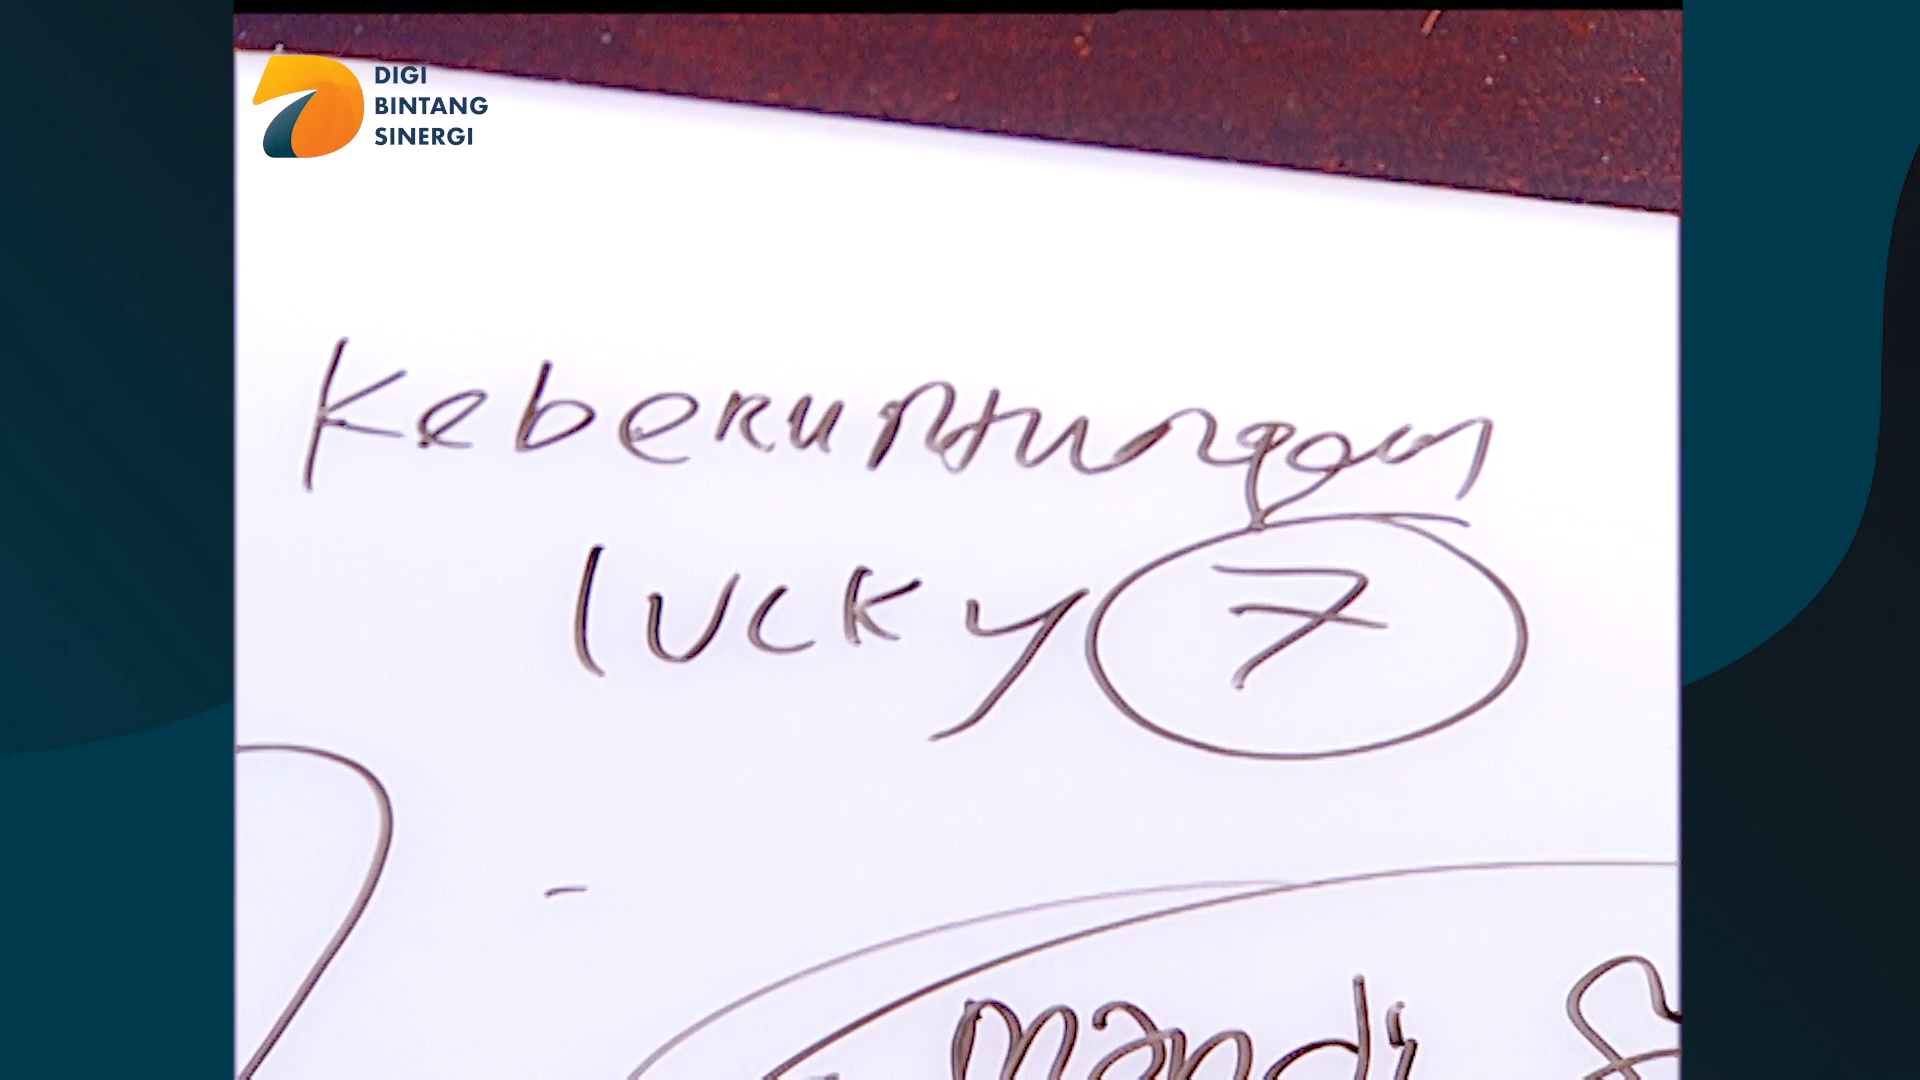 DIGI
BINTANG
SINERGI
Keberuntungan
lucky 7
mandi